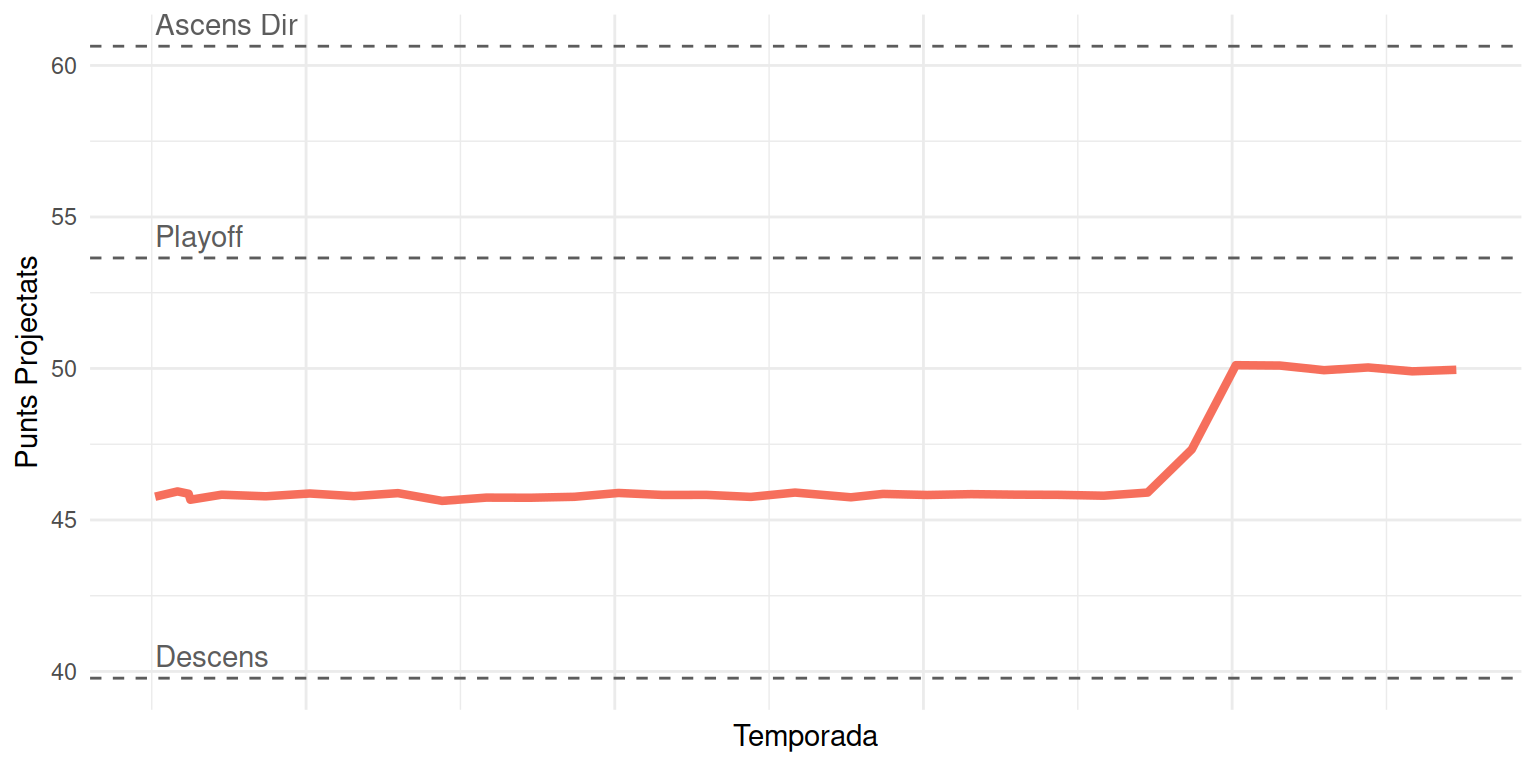 Ascens Dir
60
55
Playoff
Punts Projectats
50
45
Descens
40
Temporada